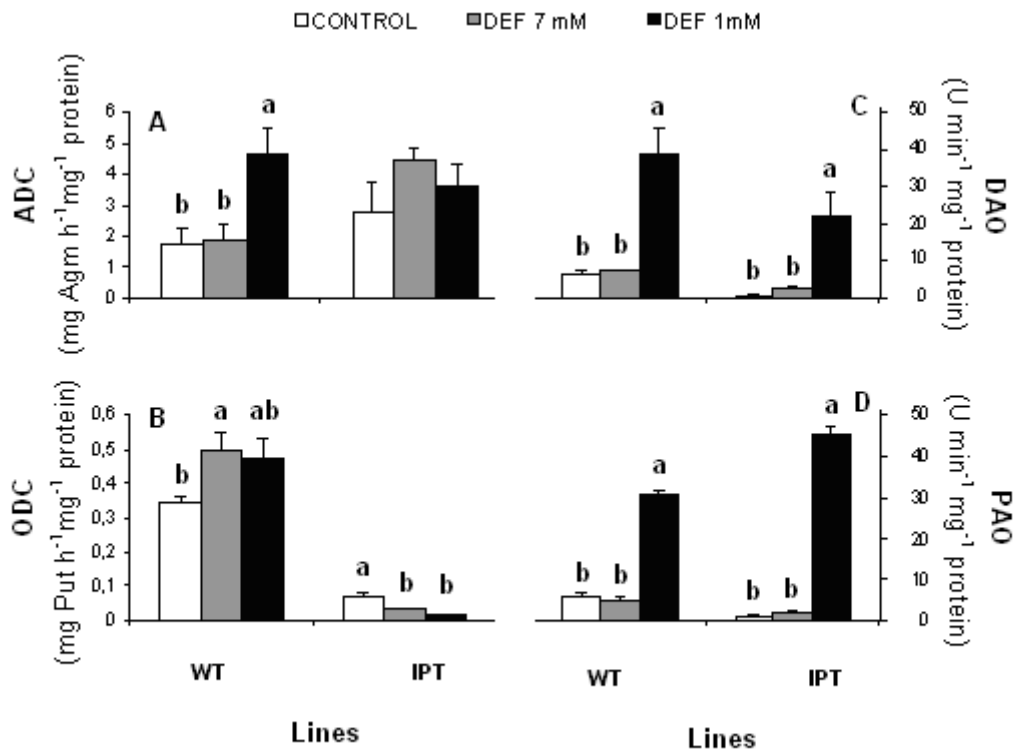 CONTROL DEF 7 mM DEF 1mM
A
ADC
(mg Agm h⁻¹mg⁻¹ protein)
6
5
4
3
2
1
0
b b a
C
DAO
(U min⁻¹ mg⁻¹ protein)
50
40
30
20
10
0
b b a
b b a
B
ODC
(mg Put h⁻¹mg⁻¹ protein)
0,6
0,5
0,4
0,3
0,2
0,1
0
b a ab
a b b
WT IPT
Lines
D
PAO
(U min⁻¹ mg⁻¹ protein)
50
40
30
20
10
0
b b a
b b a
WT IPT
Lines